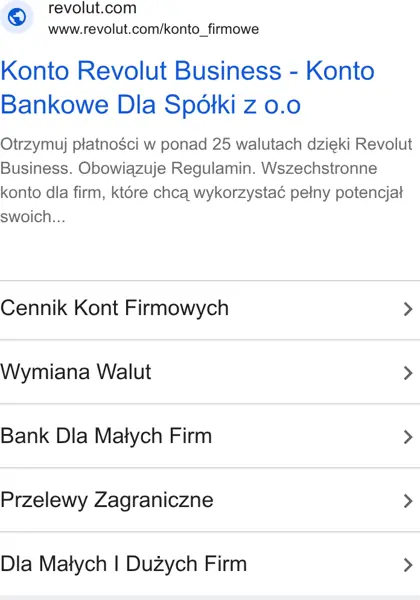 revolut.com
www.revolut.com/konto_firmowe
Konto Revolut Business - Konto
Bankowe Dla Spółki z o.o
Otrzymuj płatności w ponad 25 walutach dzięki Revolut
Business. Obowiązuje Regulamin. Wszechstronne
konto dla firm, które chcą wykorzystać pełny potencjał
swoich...
Cennik Kont Firmowych
Wymiana Walut
Bank Dla Małych Firm
Przelewy Zagraniczne
Dla Małych I Dużych Firm